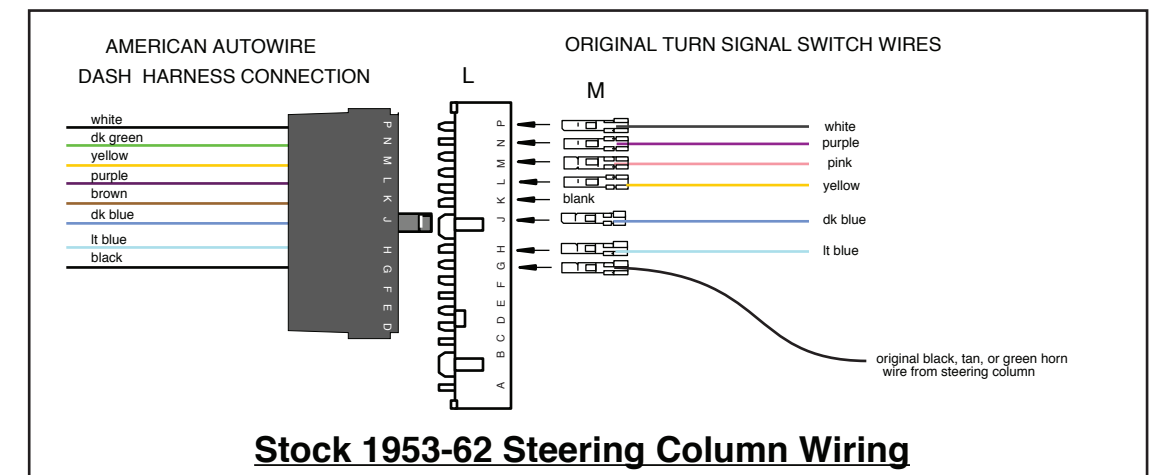 AMERICAN AUTOWIRE
DASH HARNESS CONNECTION
ORIGINAL TURN SIGNAL SWITCH WIRES
L
M
white
dk green
yellow
purple
brown
dk blue
lt blue
black
P
N
M
L
K
J
H
G
F
E
D
P
N
M
L
K
J
H
G
F
E
D
C
B
A
blank
white
purple
pink
yellow
dk blue
lt blue
original black, tan, or green horn
wire from steering column
Stock 1953-62 Steering Column Wiring